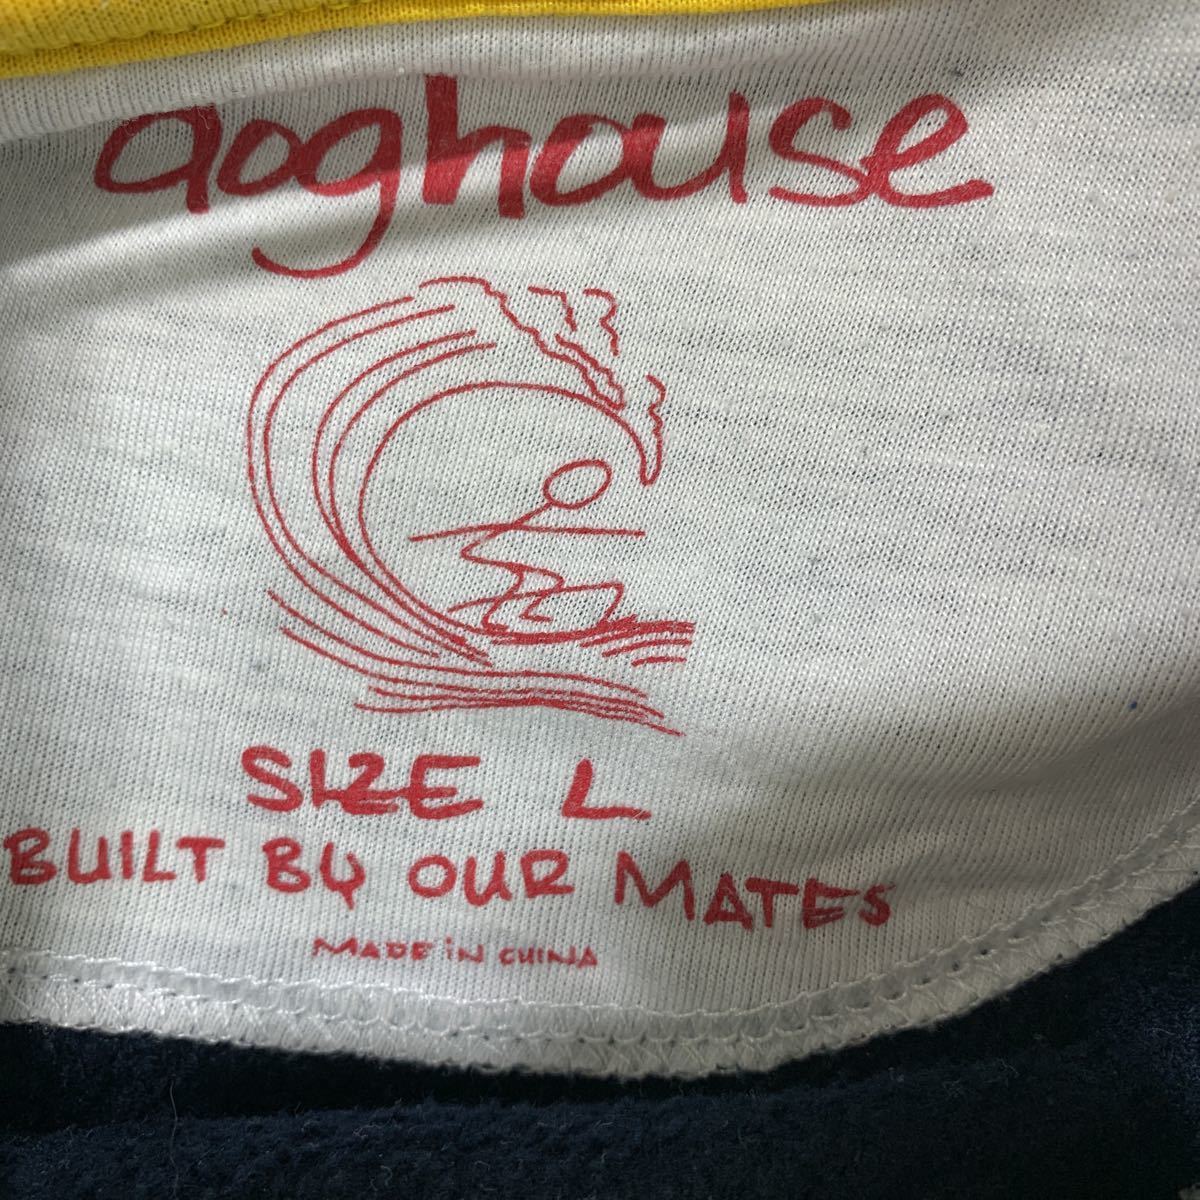 doghouse
SIZE L
BUILT BY OUR MATES
MADE iN CHINA